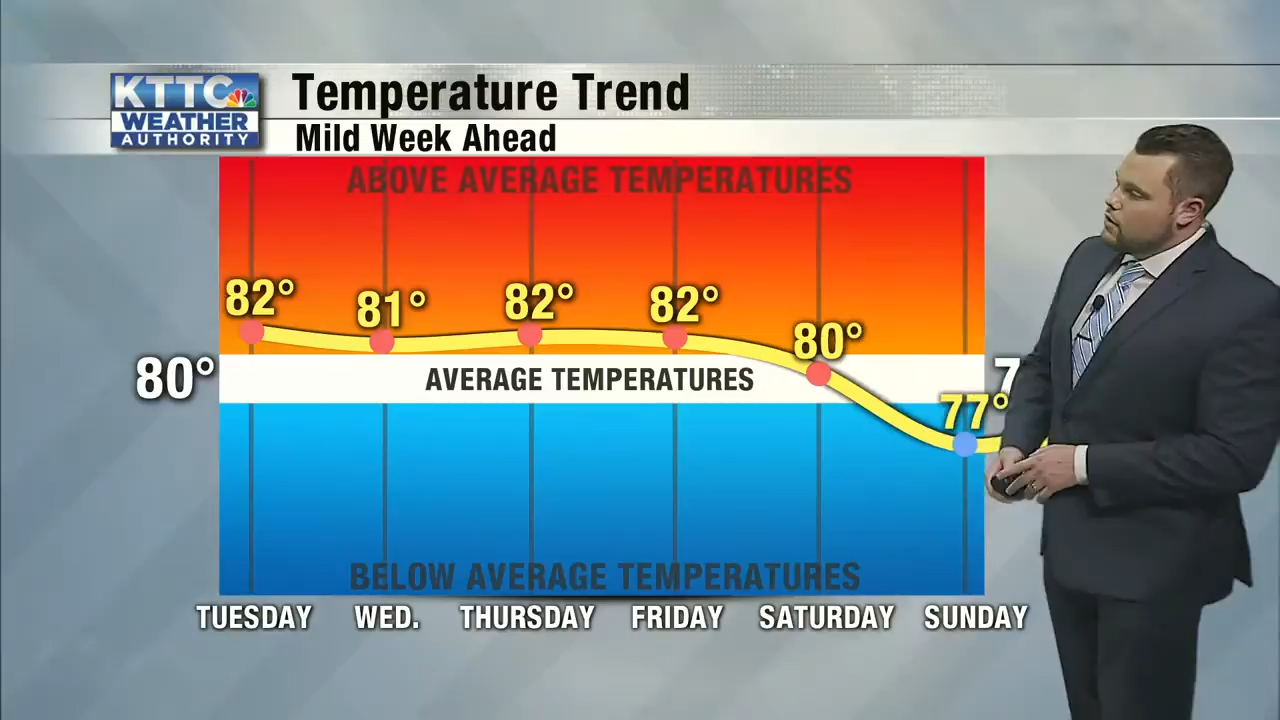 KTTC
WEATHER
AUTHORITY
Temperature Trend
Mild Week Ahead
ABOVE AVERAGE TEMPERATURES
82° 81° 82° 82° 80°
80° AVERAGE TEMPERATURES 7
77°
BELOW AVERAGE TEMPERATURES
TUESDAY WED. THURSDAY FRIDAY SATURDAY SUNDAY